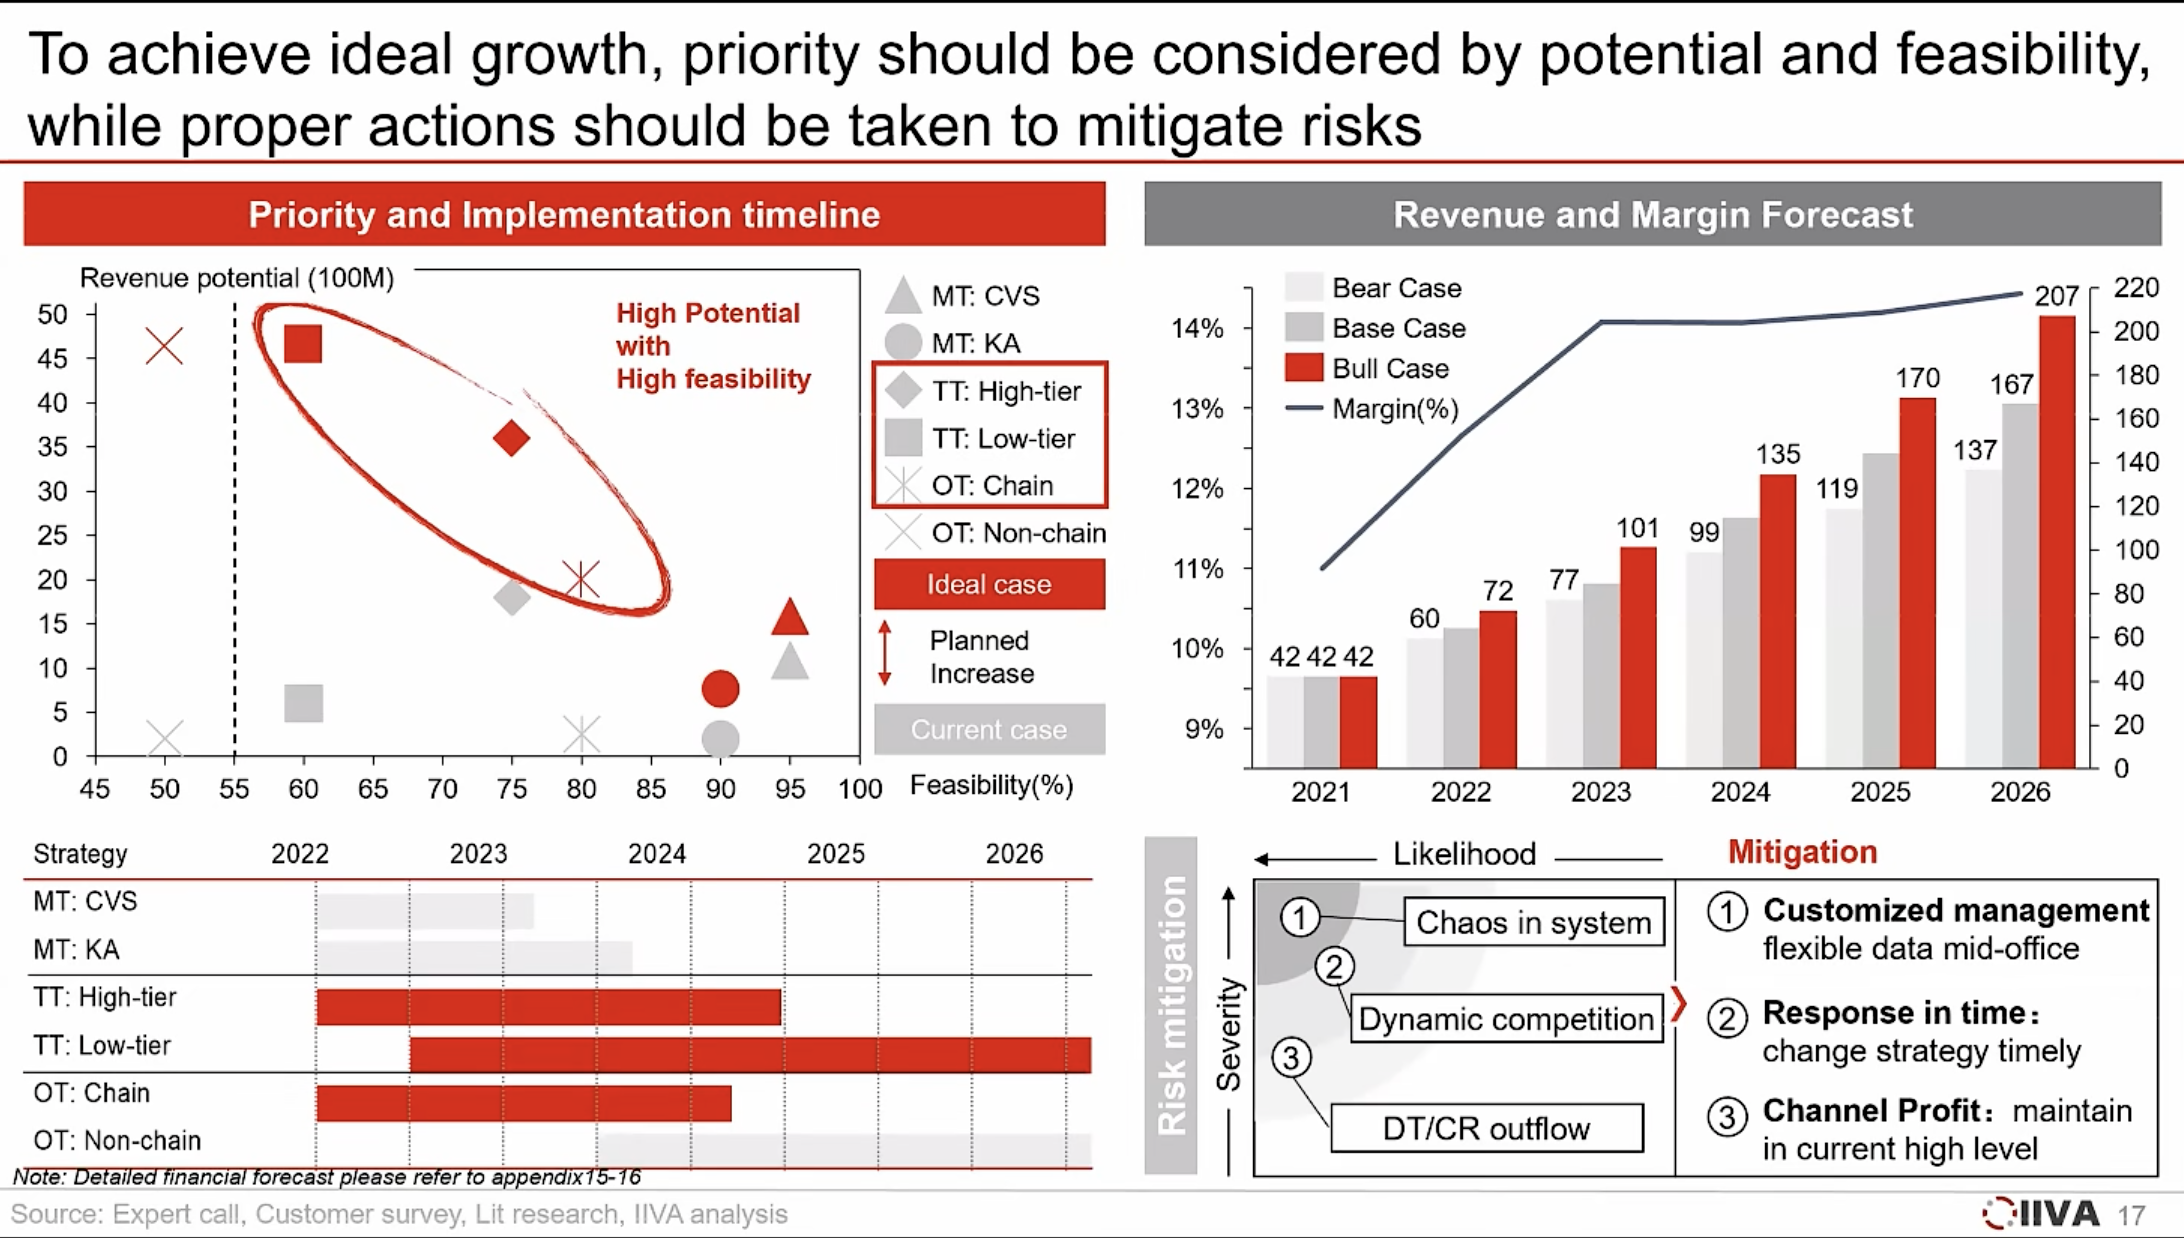 To achieve ideal growth, priority should be considered by potential and feasibility,
while proper actions should be taken to mitigate risks
Priority and Implementation timeline
Revenue potential (100M)
50
45
40
35
30
25
20
15
10
5
0
45 50 55 60 65 70 75 80 85 90 95 100
Feasibility(%)
High Potential
with
High feasibility
MT: CVS
MT: KA
TT: High-tier
TT: Low-tier
OT: Chain
OT: Non-chain
Ideal case
Planned
Increase
Current case
Strategy 2022 2023 2024 2025 2026
MT: CVS
MT: KA
TT: High-tier
TT: Low-tier
OT: Chain
OT: Non-chain
Note: Detailed financial forecast please refer to appendix15-16
Revenue and Margin Forecast
Bear Case
Base Case
Bull Case
Margin(%)
14%
13%
12%
11%
10%
9%
42 42 42
60 72
77 101
99 135
119 170
137 167 207
220
200
180
160
140
120
100
80
60
40
20
0
2021 2022 2023 2024 2025 2026
Risk mitigation
Likelihood
Severity
1 Chaos in system
2 Dynamic competition
3 DT/CR outflow
Mitigation
1 Customized management
flexible data mid-office
2 Response in time:
change strategy timely
3 Channel Profit: maintain
in current high level
Source: Expert call, Customer survey, Lit research, IIVA analysis
IIVA 17